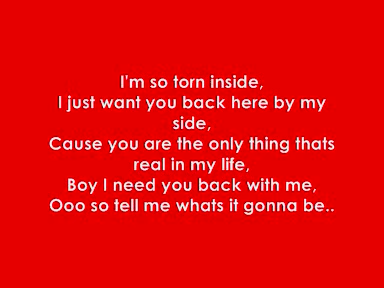 I'm so torn inside,
I just want you back here by my
side,
Cause you are the only thing thats
real in my life,
Boy I need you back with me,
Ooo so tell me whats it gonna be..